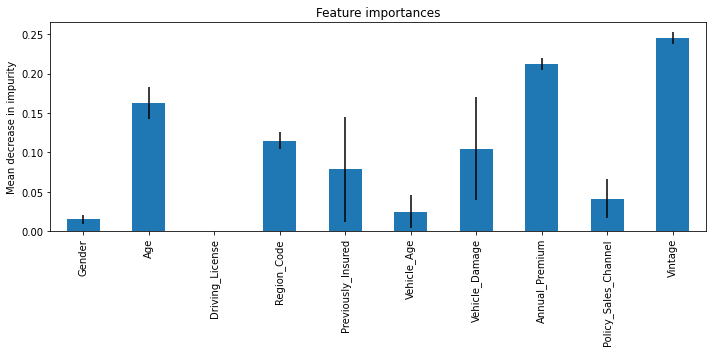 Feature importances
Mean decrease in impurity
0.25
0.20
0.15
0.10
0.05
0.00
Gender
Age
Driving_License
Region_Code
Previously_Insured
Vehicle_Age
Vehicle_Damage
Annual_Premium
Policy_Sales_Channel
Vintage